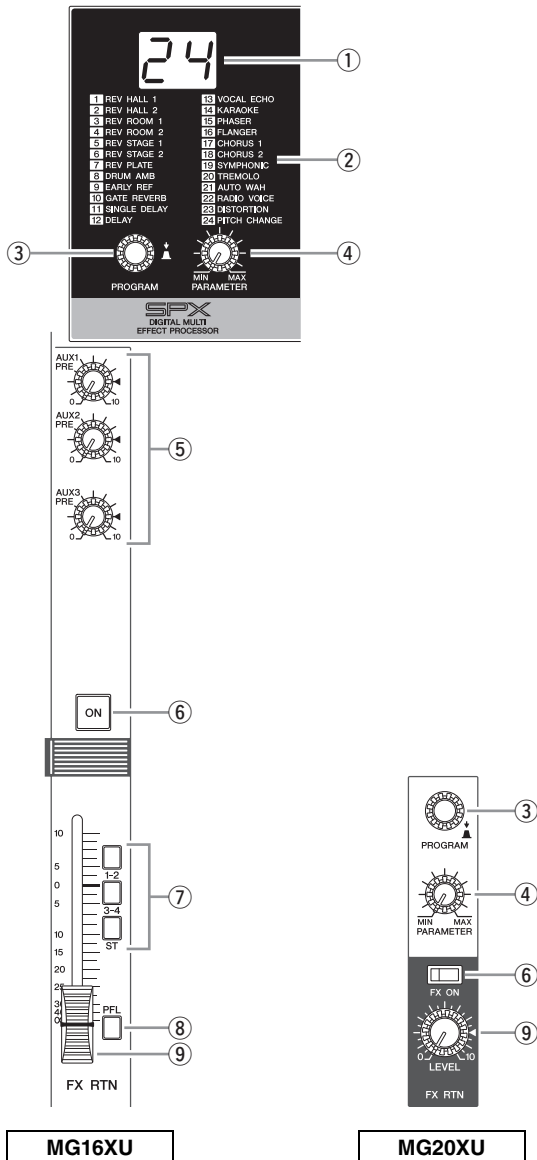 24
①
1 REV HALL 1
2 REV HALL 2
3 REV ROOM 1
4 REV ROOM 2
5 REV STAGE 1
6 REV STAGE 2
7 REV PLATE
8 DRUM AMB
9 EARLY REF
10 GATE REVERB
11 SINGLE DELAY
12 DELAY
13 VOCAL ECHO
14 KARAOKE
15 PHASER
16 FLANGER
17 CHORUS 1
18 CHORUS 2
19 SYMPHONIC
20 TREMOLO
21 AUTO WAH
22 RADIO VOICE
23 DISTORTION
24 PITCH CHANGE
②
③
PROGRAM
④
MIN MAX
PARAMETER
SPX
DIGITAL MULTI
EFFECT PROCESSOR
AUX1
PRE
0 10
AUX2
PRE
0 10
⑤
AUX3
PRE
0 10
ON
⑥
10
5
0
5
10
15
20
1-2
3-4
ST
⑦
PFL
⑧
⑨
FX RTN
MG16XU
③
PROGRAM
④
MIN MAX
PARAMETER
⑥
FX ON
⑨
0 10
LEVEL
FX RTN
MG20XU